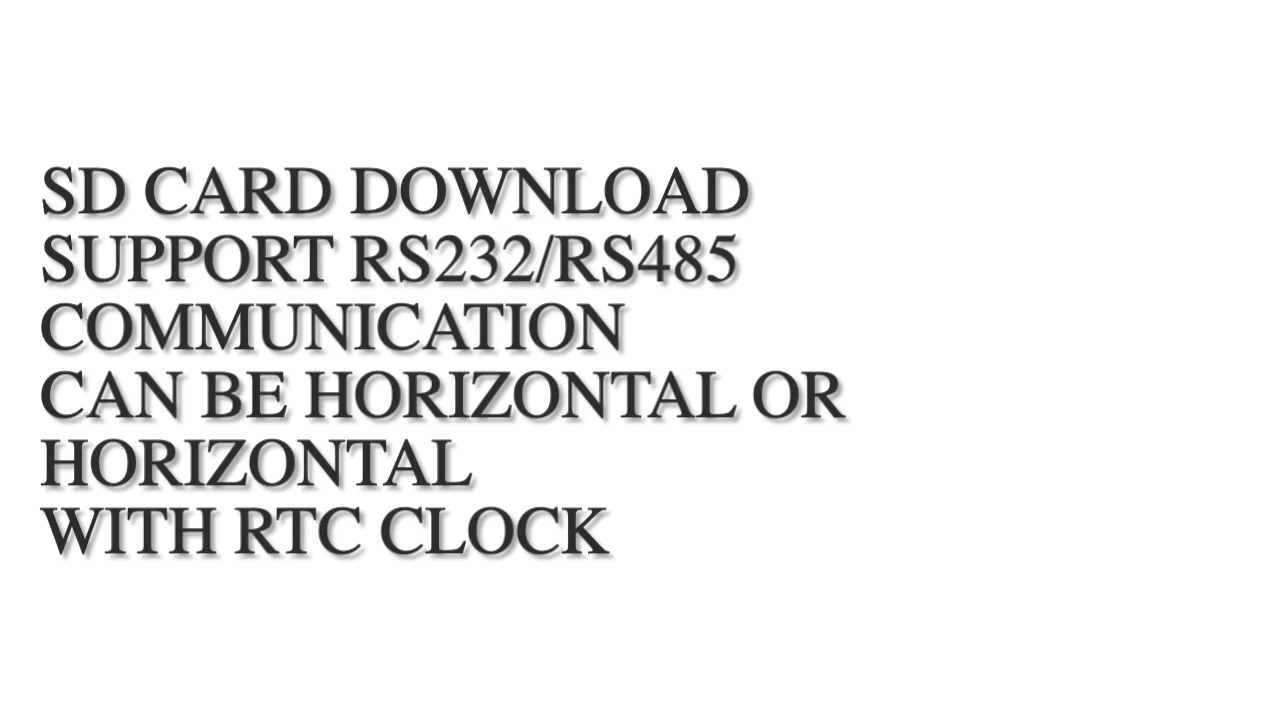 SD CARD DOWNLOAD
SUPPORT RS232/RS485
COMMUNICATION
CAN BE HORIZONTAL OR
HORIZONTAL
WITH RTC CLOCK